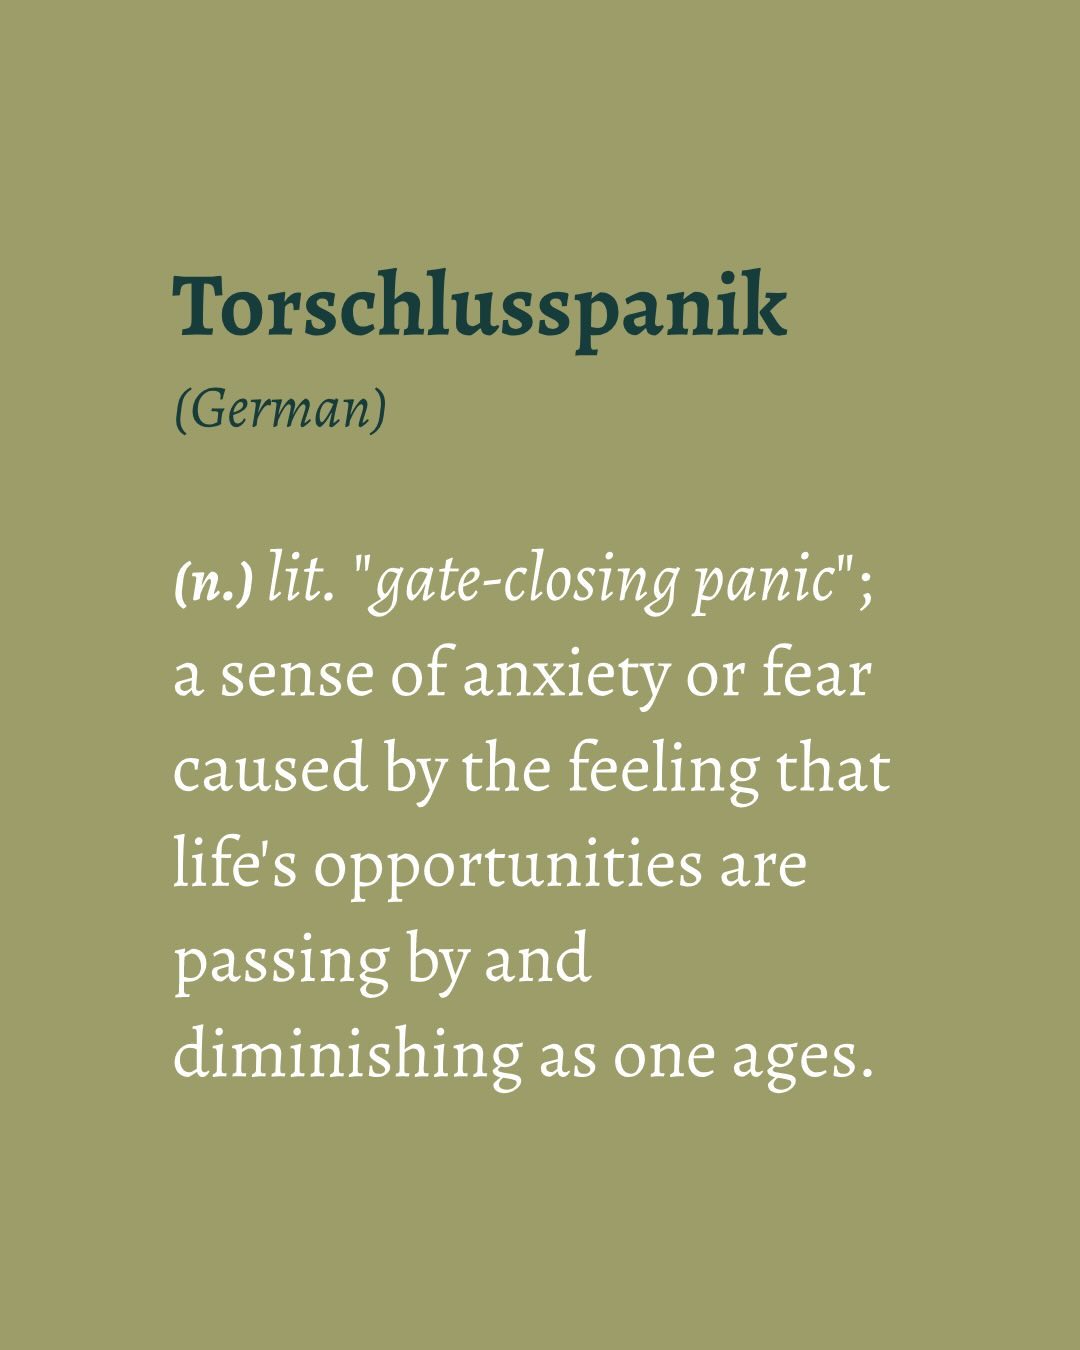 Torschlusspanik
(German)
(n.) lit. "gate-closing panic";
a sense of anxiety or fear
caused by the feeling that
life's opportunities are
passing by and
diminishing as one ages.